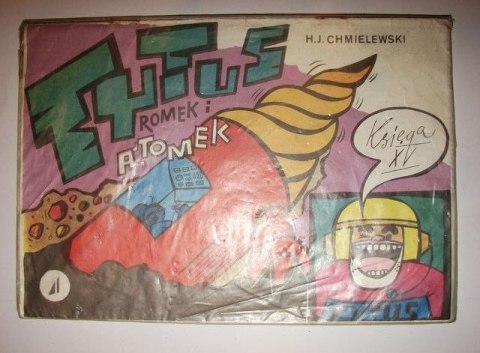 H.J. CHMIELEWSKI
TYTUS
ROMEK i
A'TOMEK
Księga
XV